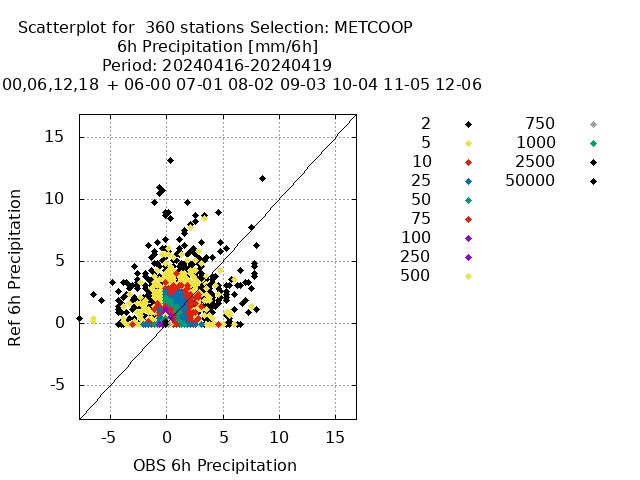 Scatterplot for  360 stations Selection: METCOOP
6h Precipitation [mm/6h]
Period: 20240416-20240419
00,06,12,18 + 06-00 07-01 08-02 09-03 10-04 11-05 12-06
2
5
10
25
50
75
100
250
500
750
1000
2500
50000
Ref 6h Precipitation
15
10
5
0
-5
-5 0 5 10 15
OBS 6h Precipitation